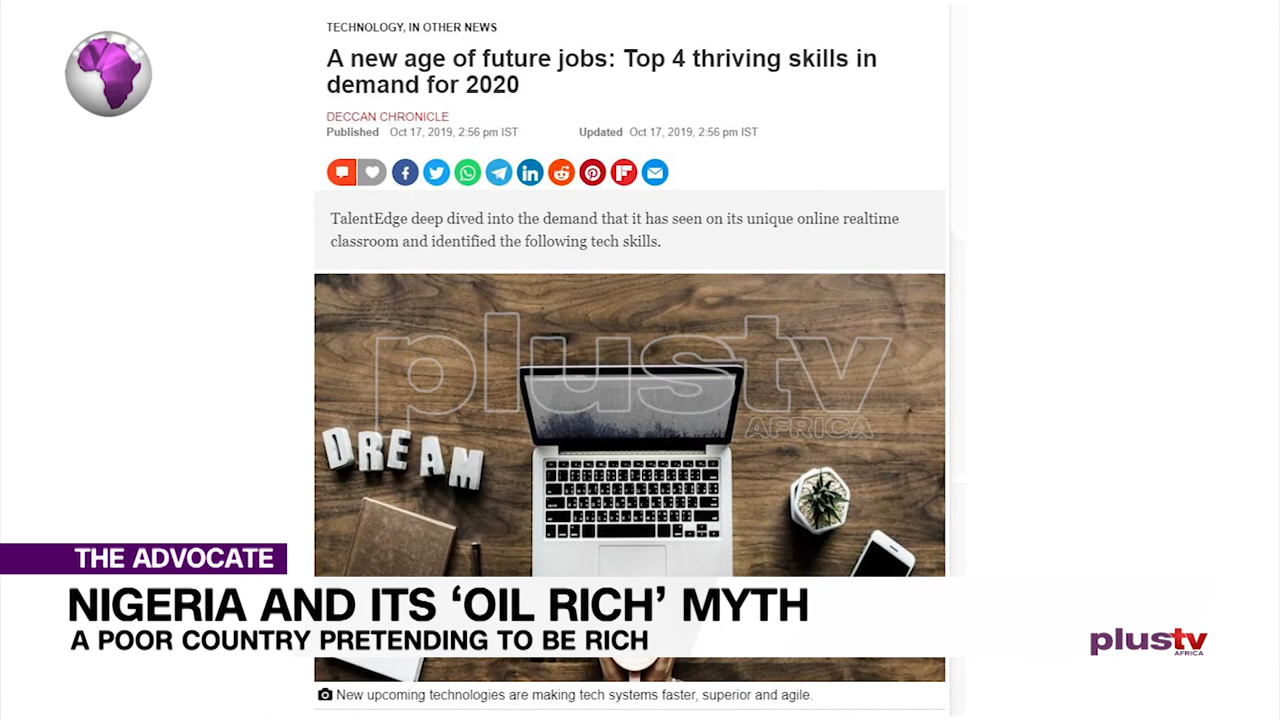 TECHNOLOGY, IN OTHER NEWS
A new age of future jobs: Top 4 thriving skills in
demand for 2020
DECCAN CHRONICLE
Published Oct 17, 2019, 2:56 pm IST Updated Oct 17, 2019, 2:56 pm IST
TalentEdge deep dived into the demand that it has seen on its unique online realtime
classroom and identified the following tech skills.
plustv
AFRICA
DREAM
THE ADVOCATE
NIGERIA AND ITS ‘OIL RICH’ MYTH
A POOR COUNTRY PRETENDING TO BE RICH
plustv
AFRICA
New upcoming technologies are making tech systems faster, superior and agile.